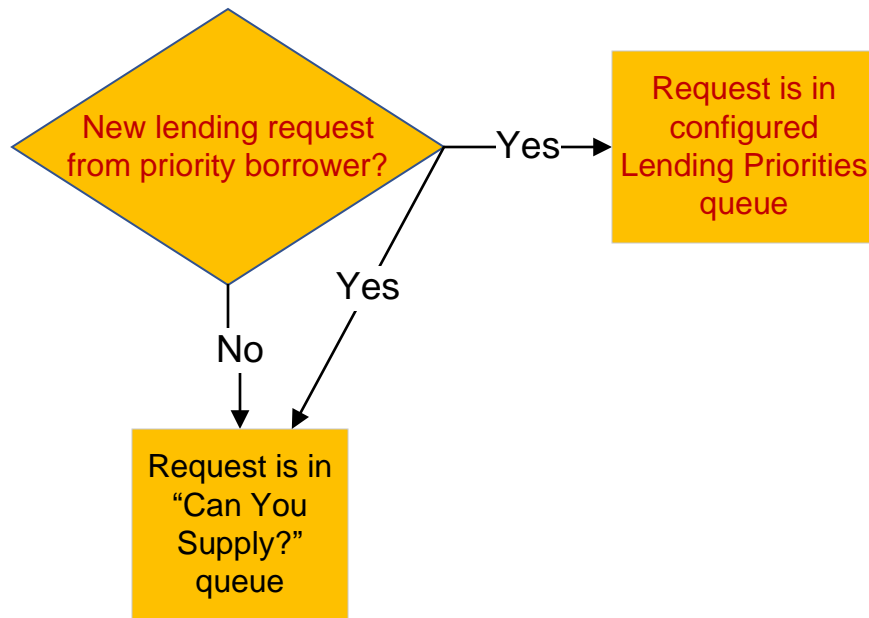 New lending request
from priority borrower?
Yes
Request is in
configured
Lending Priorities
queue
Yes
No
Request is in
“Can You
Supply?”
queue